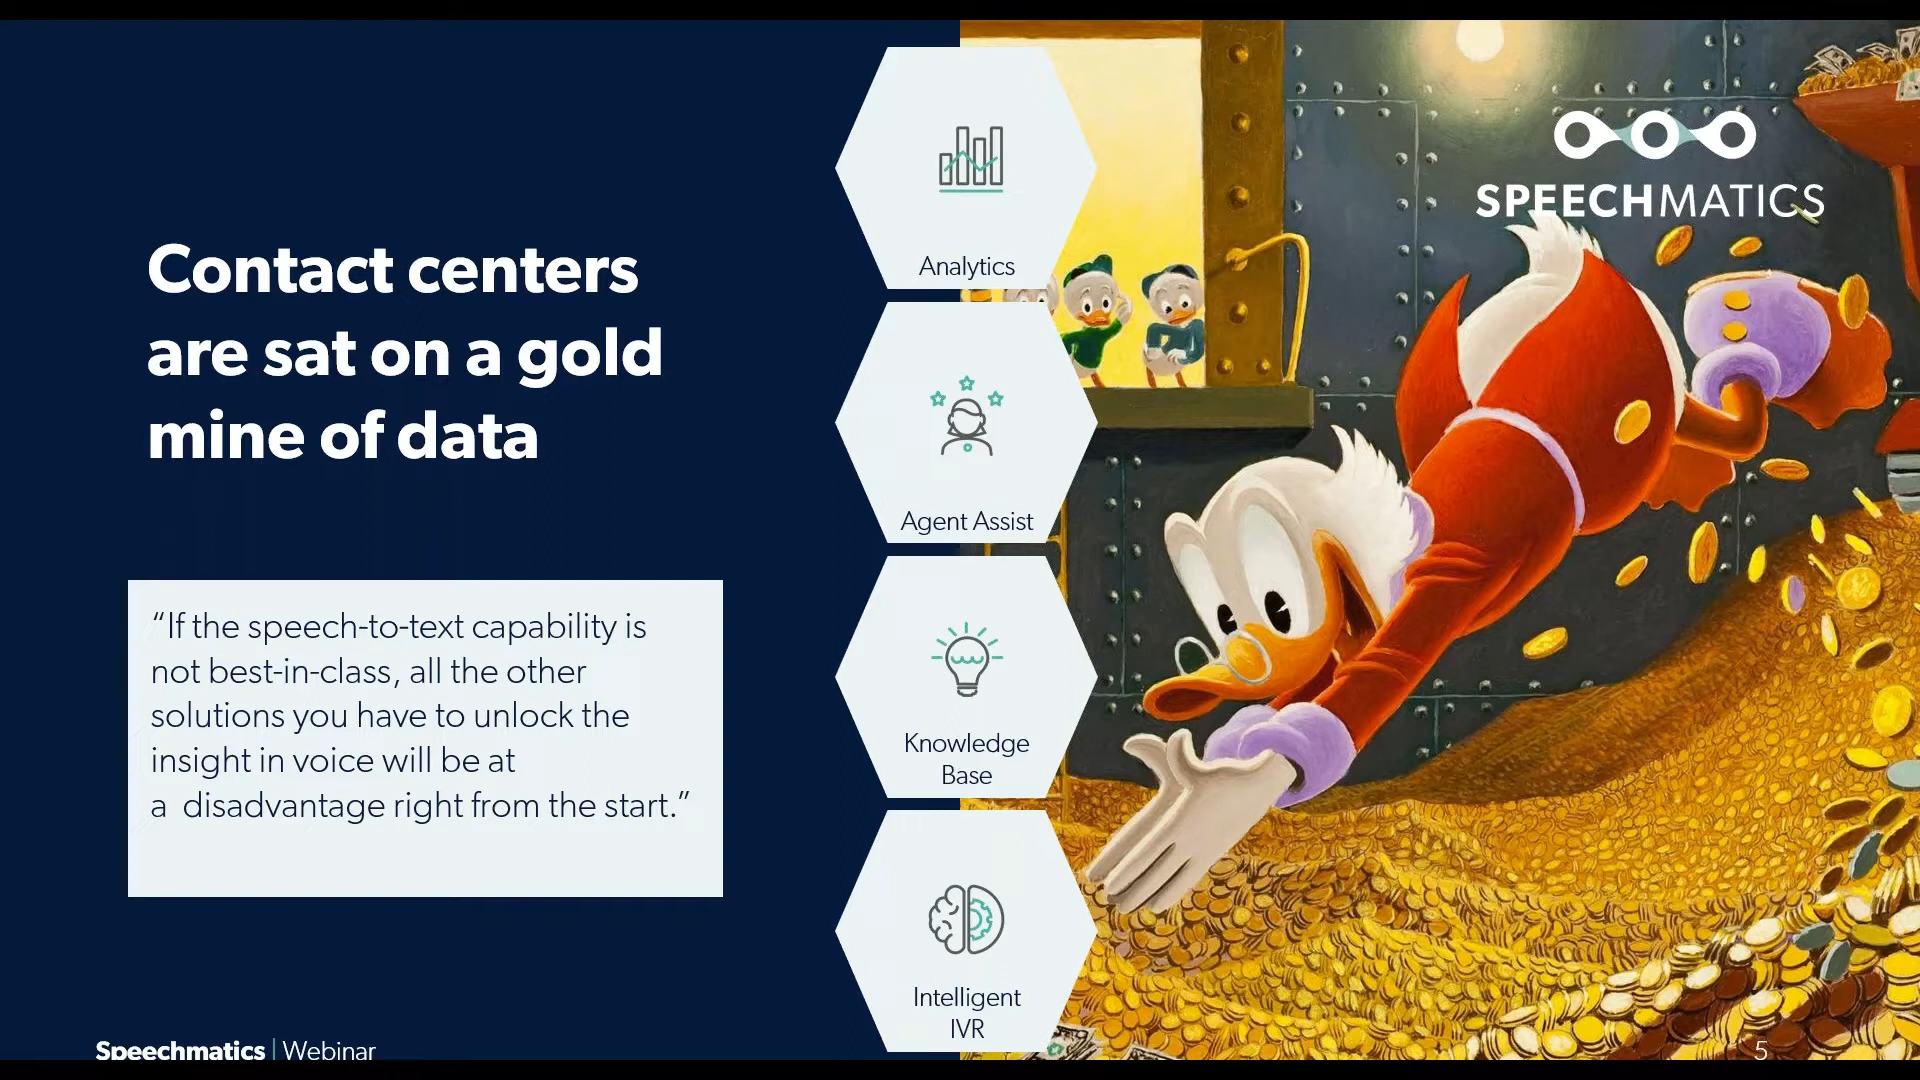 SPEECHMATICS
Contact centers
are sat on a gold
mine of data
“If the speech-to-text capability is
not best-in-class, all the other
solutions you have to unlock the
insight in voice will be at
a  disadvantage right from the start.”
Analytics
Agent Assist
Knowledge
Base
Intelligent
IVR
Speechmatics | Webinar
5